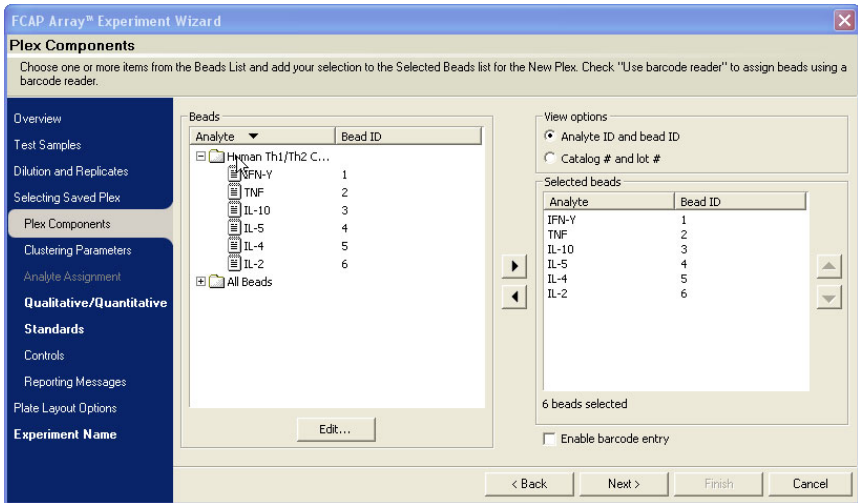 FCAP Array™ Experiment Wizard
Plex Components
Choose one or more items from the Beads List and add your selection to the Selected Beads list for the New Plex. Check "Use barcode reader" to assign beads using a
barcode reader.
Overview
Test Samples
Dilution and Replicates
Selecting Saved Plex
Plex Components
Clustering Parameters
Analyte Assignment
Qualitative/Quantitative
Standards
Controls
Reporting Messages
Plate Layout Options
Experiment Name
Beads
Analyte Bead ID
Human Th1/Th2 C...
IFN-Y 1
TNF 2
IL-10 3
IL-5 4
IL-4 5
IL-2 6
All Beads
Edit...
View options
Analyte ID and bead ID
Catalog # and lot #
Selected beads
Analyte Bead ID
IFN-Y 1
TNF 2
IL-10 3
IL-5 4
IL-4 5
IL-2 6
6 beads selected
Enable barcode entry
< Back Next > Finish Cancel